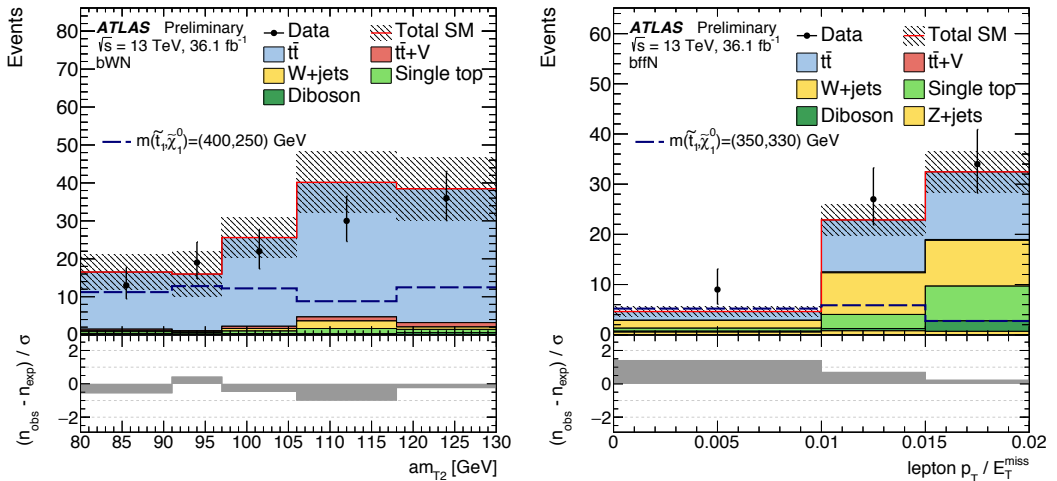 ATLAS Preliminary
√s = 13 TeV, 36.1 fb⁻¹
bWN
Data
Total SM
tt̄
tt̄+V
W+jets
Single top
Diboson
m(t̃₁,χ̃₁⁰)=(400,250) GeV
Events
80
70
60
50
40
30
20
10
0
(n_obs - n_exp) / σ
2
0
−2
80 85 90 95 100 105 110 115 120 125 130
am_T2 [GeV]
ATLAS Preliminary
√s = 13 TeV, 36.1 fb⁻¹
bffN
Data
Total SM
tt̄
tt̄+V
W+jets
Single top
Diboson
Z+jets
m(t̃₁,χ̃₁⁰)=(350,330) GeV
Events
60
50
40
30
20
10
0
(n_obs - n_exp) / σ
2
0
−2
0 0.005 0.01 0.015 0.02
lepton p_T / E_T^miss